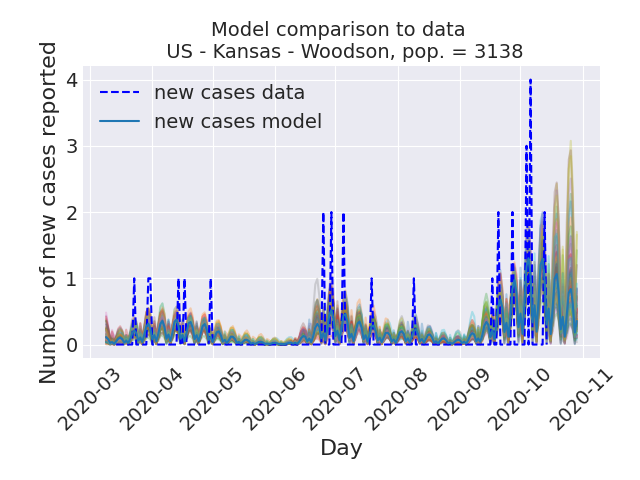 Model comparison to data
US - Kansas - Woodson, pop. = 3138
Number of new cases reported
4
3
2
1
0
new cases data
new cases model
2020-03
2020-04
2020-05
2020-06
2020-07
2020-08
2020-09
2020-10
2020-11
Day